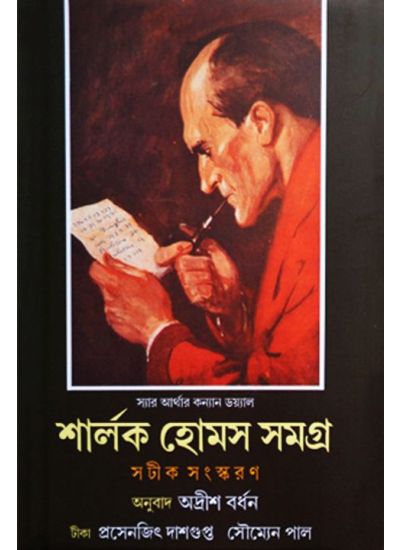 স্যার আর্থার কন্যান ডয়্যাল
শার্লক হোমস সমগ্র
সটীক সংস্করণ
অনুবাদ অদ্রীশ বর্ধন
টীকা প্রসেনজিৎ দাশগুপ্ত সৌম্যেন পাল